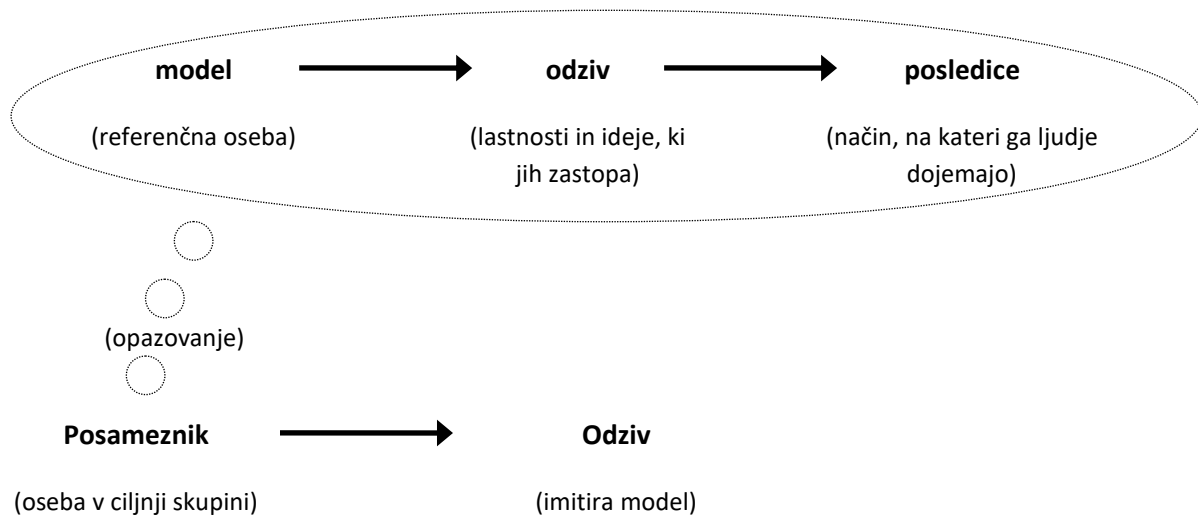 model odziv posledice
(referenčna oseba) (lastnosti in ideje, ki (način, na kateri ga ljudje
jih zastopa) dojemajo)
(opazovanje)
Posameznik Odziv
(oseba v ciljnji skupini) (imitira model)